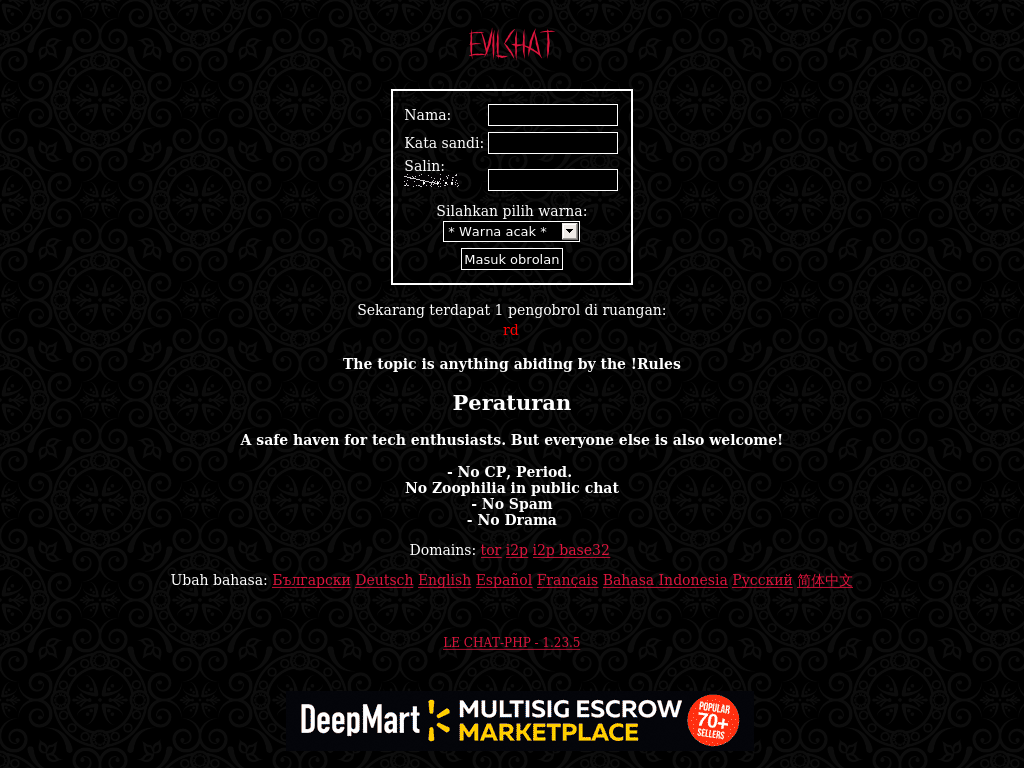 EVILCHAT
Nama:
Kata sandi:
Salin:
Silahkan pilih warna:
* Warna acak *
Masuk obrolan
Sekarang terdapat 1 pengobrol di ruangan:
rd
The topic is anything abiding by the !Rules
Peraturan
A safe haven for tech enthusiasts. But everyone else is also welcome!
- No CP, Period.
No Zoophilia in public chat
- No Spam
- No Drama
Domains: tor i2p i2p base32
Ubah bahasa: Български Deutsch English Español Français Bahasa Indonesia Русский 简体中文
LE CHAT-PHP - 1.23.5
DeepMart MULTISIG ESCROW MARKETPLACE
POPULAR 70+ SELLERS